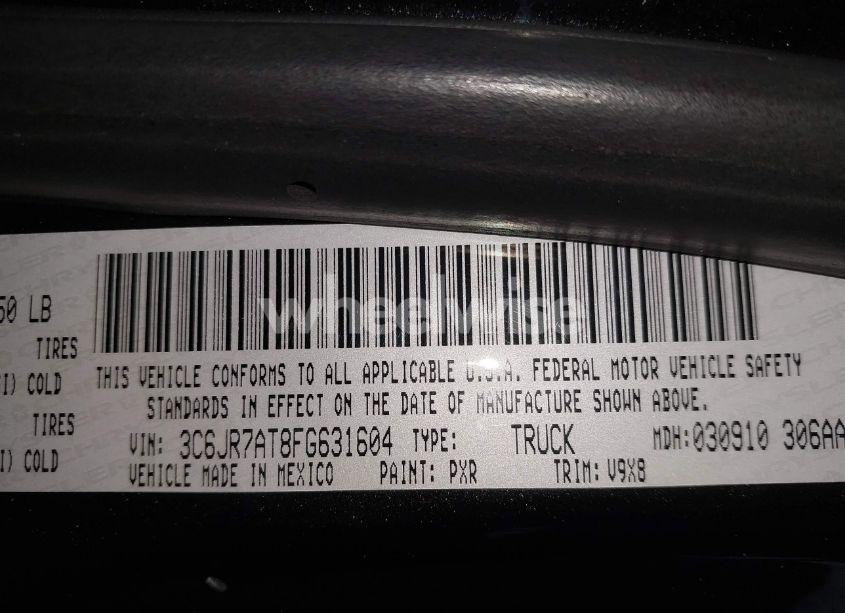 wheelwise
50 LB
TIRES
I) COLD
TIRES
I) COLD
THIS VEHICLE CONFORMS TO ALL APPLICABLE U.S.A. FEDERAL MOTOR VEHICLE SAFETY
STANDARDS IN EFFECT ON THE DATE OF MANUFACTURE SHOWN ABOVE.
VIN: 3C6JR7AT8FG631604 TYPE: TRUCK MDH:030910 306AA
VEHICLE MADE IN MEXICO PAINT: PXR TRIM: V9X8